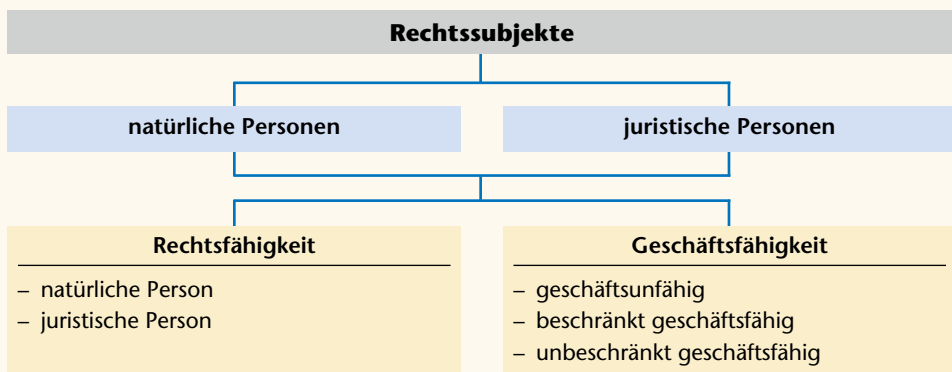 Rechtssubjekte
natürliche Personen
juristische Personen
Rechtsfähigkeit
– natürliche Person
– juristische Person
Geschäftsfähigkeit
– geschäftsunfähig
– beschränkt geschäftsfähig
– unbeschränkt geschäftsfähig